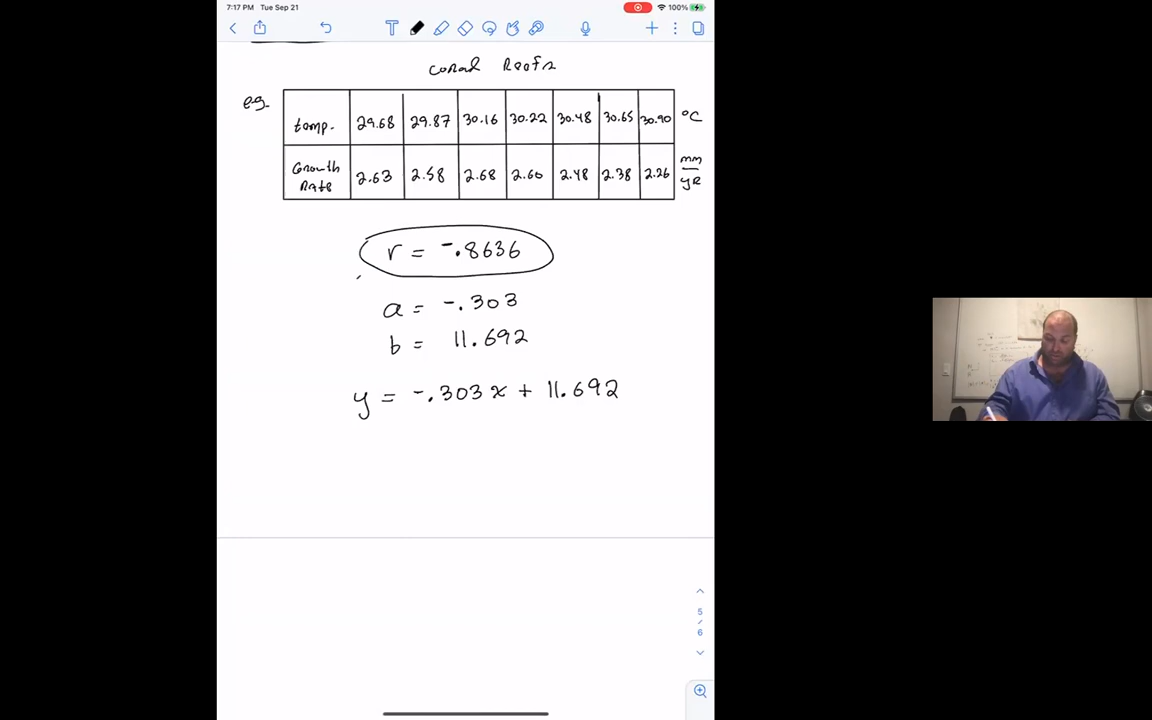 7:17 PM Tue Sep 21
100%
T
Coral Reefs
e.g.
temp. 29.68 29.87 30.16 30.22 30.48 30.65 30.90 °C
Growth Rate 2.63 2.58 2.68 2.60 2.48 2.38 2.26 mm/yR
r = -.8636
a = -.303
b = 11.692
y = -.303x + 11.692
5
/
6